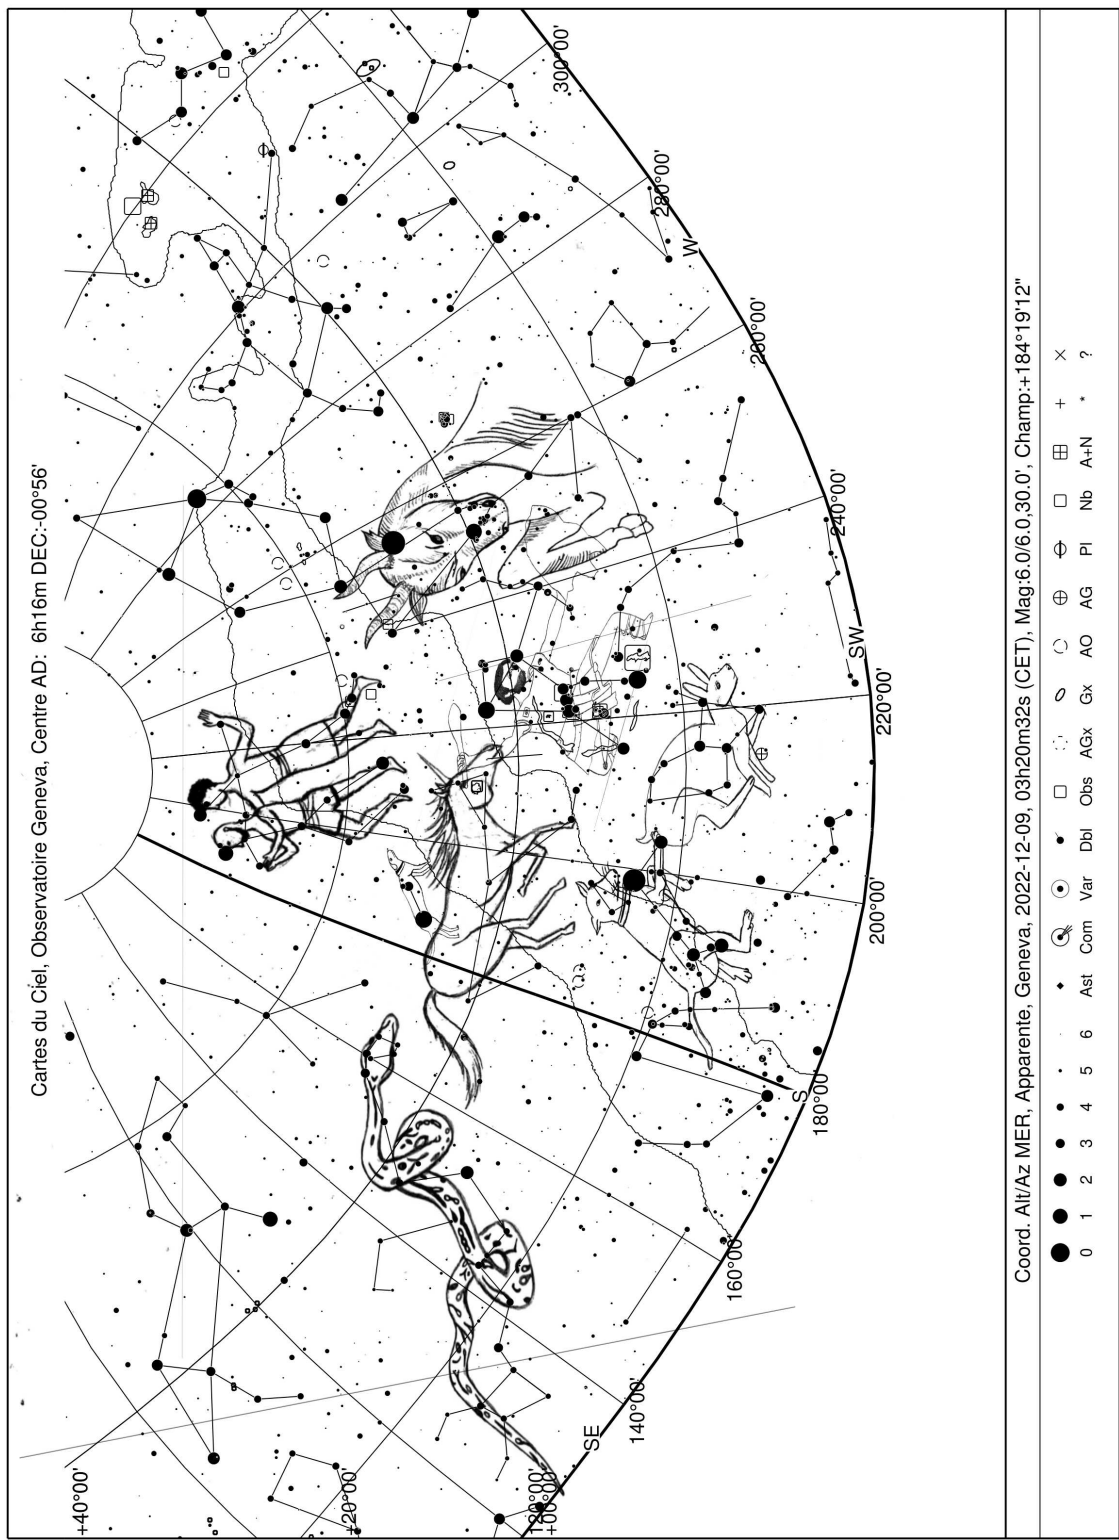 Cartes du Ciel, Observatoire Geneva, Centre AD: 6h16m DEC:-00°56'
+40°00'
+20°00'
+00°00'
120°00'
SE
140°00'
160°00'
S
180°00'
200°00'
220°00'
SW
240°00'
260°00'
W
280°00'
300°00'
Coord. Alt/Az MER, Apparente, Geneva, 2022-12-09, 03h20m32s (CET), Mag:6.0/6.0,30.0', Champ:+184°19'12"
0 1 2 3 4 5 6 Ast Com Var Dbl Obs AGx Gx AO AG Pl Nb A+N * ?